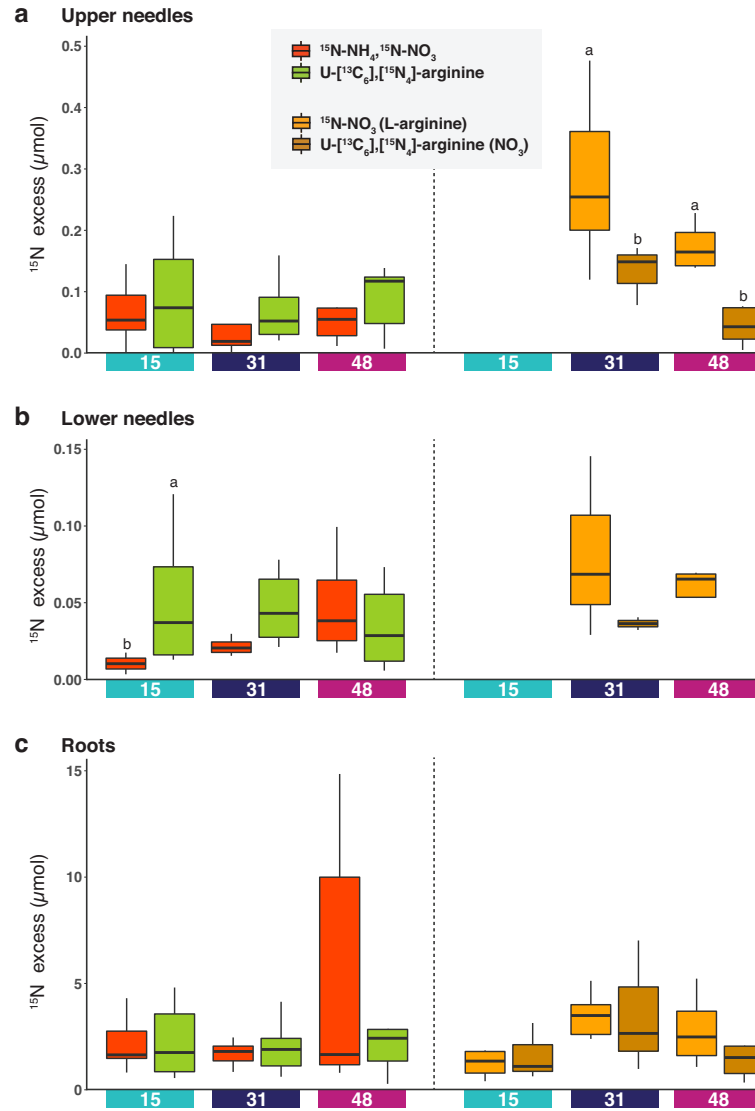 a Upper needles
¹⁵N-NH₄,¹⁵N-NO₃
U-[¹³C₆],[¹⁵N₄]-arginine
¹⁵N-NO₃ (L-arginine)
U-[¹³C₆],[¹⁵N₄]-arginine (NO₃)
¹⁵N excess (µmol)
0.5
0.4
0.3
0.2
0.1
0.0
a
b
a
b
15 31 48 15 31 48
b Lower needles
¹⁵N excess (µmol)
0.15
0.10
0.05
0.00
b
a
15 31 48 15 31 48
c Roots
¹⁵N excess (µmol)
15
10
5
0
15 31 48 15 31 48